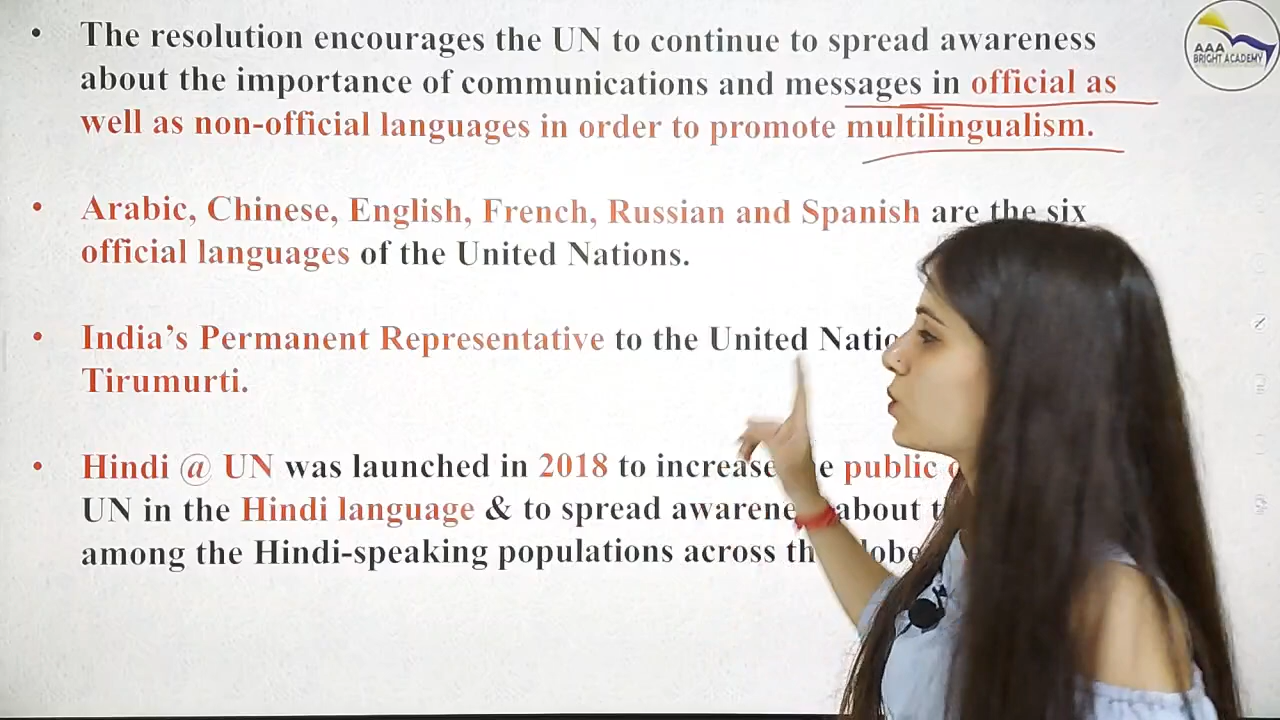 • The resolution encourages the UN to continue to spread awareness
about the importance of communications and messages in official as
well as non-official languages in order to promote multilingualism.
• Arabic, Chinese, English, French, Russian and Spanish are the six
official languages of the United Nations.
• India's Permanent Representative to the United
Tirumurti.
• Hindi @ UN was launched in 2018 to increase public
UN in the Hindi language & to spread about
among the Hindi-speaking populations across
AAA
BRIGHT ACADEMY